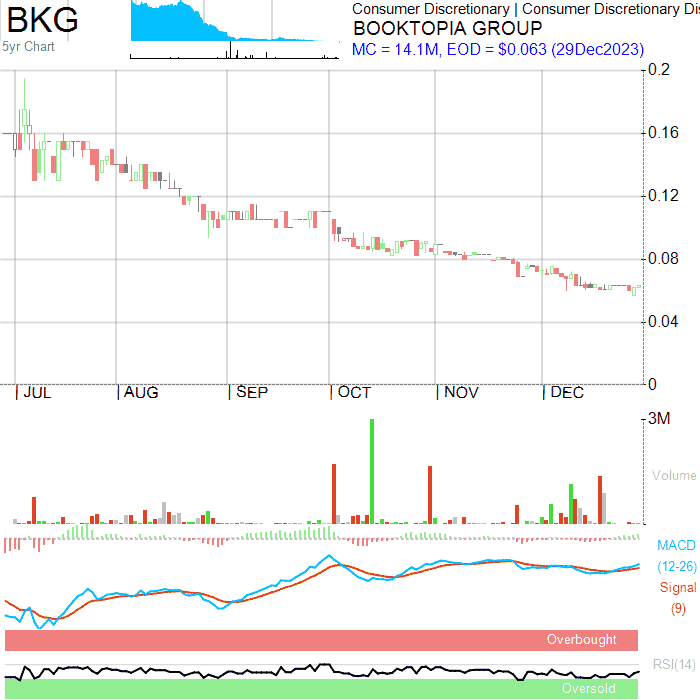 BKG
5yr Chart
Consumer Discretionary | Consumer Discretionary Dis
BOOKTOPIA GROUP
MC = 14.1M, EOD = $0.063 (29Dec2023)
0.2
0.16
0.12
0.08
0.04
0
JUL AUG SEP OCT NOV DEC
3M
Volume
MACD
(12-26)
Signal
(9)
Overbought
RSI(14)
Oversold